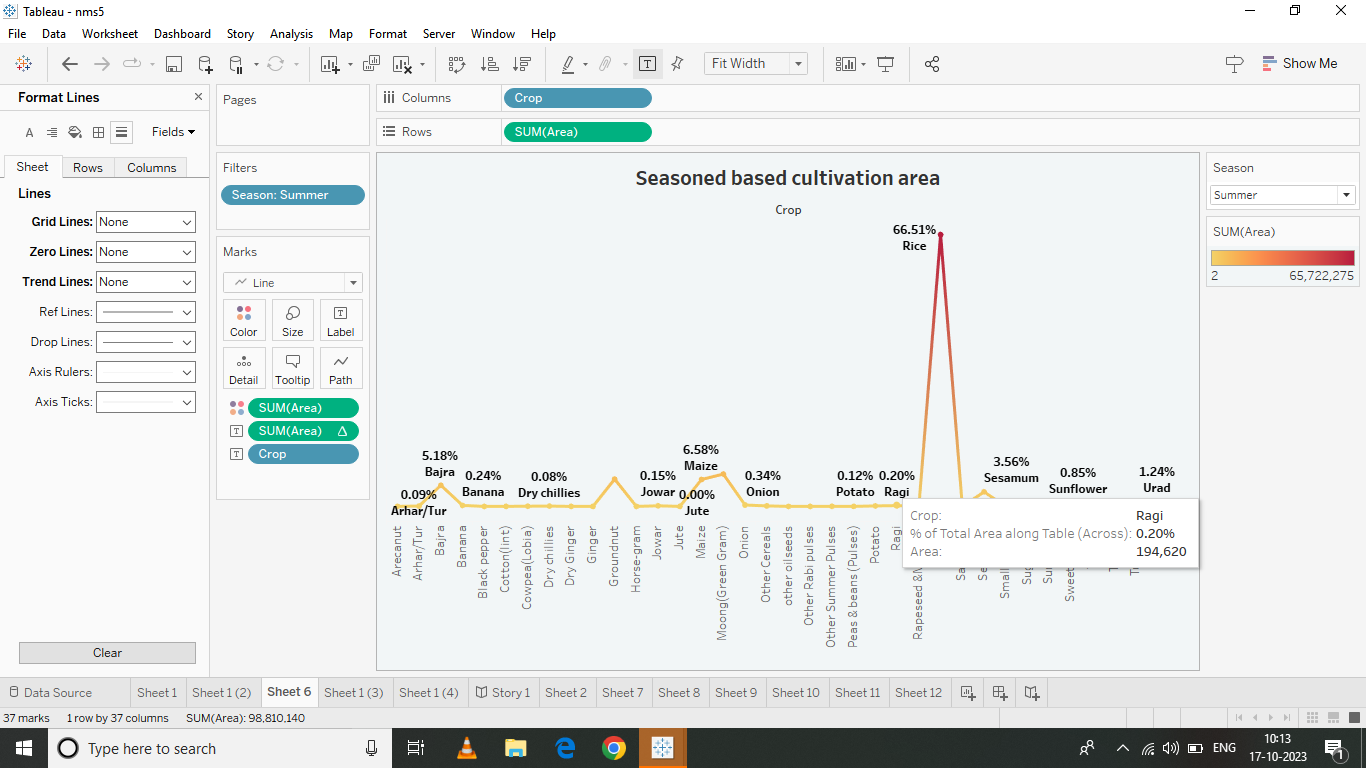 Tableau - nms5
File Data Worksheet Dashboard Story Analysis Map Format Server Window Help
Fit Width
Show Me
Format Lines
Fields
Sheet Rows Columns
Lines
Grid Lines: None
Zero Lines: None
Trend Lines: None
Ref Lines:
Drop Lines:
Axis Rulers:
Axis Ticks:
Clear
Pages
Filters
Season: Summer
Marks
Line
Color Size Label
Detail Tooltip Path
SUM(Area)
SUM(Area)
Crop
Columns Crop
Rows SUM(Area)
Seasoned based cultivation area
Crop
66.51%
Rice
5.18%
Bajra
0.09%
Arhar/Tur
0.24%
Banana
0.08%
Dry chillies
0.15%
Jowar
6.58%
Maize
0.00%
Jute
0.34%
Onion
0.12%
Potato
0.20%
Ragi
3.56%
Sesamum
0.85%
Sunflower
1.24%
Urad
Crop: Ragi
% of Total Area along Table (Across): 0.20%
Area: 194,620
Arecanut
Arhar/Tur
Bajra
Banana
Black pepper
Cotton(lint)
Cowpea(Lobia)
Dry chillies
Dry Ginger
Ginger
Groundnut
Horse-gram
Jowar
Jute
Maize
Moong(Green Gram)
Onion
Other Cereals
other oilseeds
Other Rabi pulses
Other Summer Pulses
Peas & beans (Pulses)
Potato
Ragi
Rapeseed &
Small
Sweet
Season
Summer
SUM(Area)
2 65,722,275
Data Source Sheet 1 Sheet 1 (2) Sheet 6 Sheet 1 (3) Sheet 1 (4) Story 1 Sheet 2 Sheet 7 Sheet 8 Sheet 9 Sheet 10 Sheet 11 Sheet 12
37 marks 1 row by 37 columns SUM(Area): 98,810,140
Type here to search
ENG
10:13
17-10-2023
1